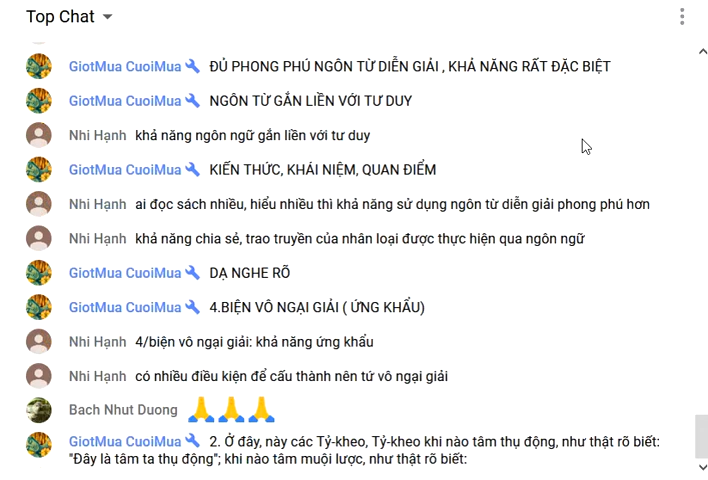 Top Chat
GiotMua CuoiMua ĐỦ PHONG PHÚ NGÔN TỪ DIỄN GIẢI , KHẢ NĂNG RẤT ĐẶC BIỆT
GiotMua CuoiMua NGÔN TỪ GẮN LIỀN VỚI TƯ DUY
Nhi Hạnh khả năng ngôn ngữ gắn liền với tư duy
GiotMua CuoiMua KIẾN THỨC, KHÁI NIỆM, QUAN ĐIỂM
Nhi Hạnh ai đọc sách nhiều, hiểu nhiều thì khả năng sử dụng ngôn từ diễn giải phong phú hơn
Nhi Hạnh khả năng chia sẻ, trao truyền của nhân loại được thực hiện qua ngôn ngữ
GiotMua CuoiMua DẠ NGHE RÕ
GiotMua CuoiMua 4.BIỆN VÔ NGẠI GIẢI ( ỨNG KHẨU)
Nhi Hạnh 4/biện vô ngại giải: khả năng ứng khẩu
Nhi Hạnh có nhiều điều kiện để cấu thành nên tứ vô ngại giải
Bach Nhut Duong 🙏🙏🙏
GiotMua CuoiMua 2. Ở đây, này các Tỷ-kheo, Tỷ-kheo khi nào tâm thụ động, như thật rõ biết:
"Đây là tâm ta thụ động"; khi nào tâm muội lược, như thật rõ biết: